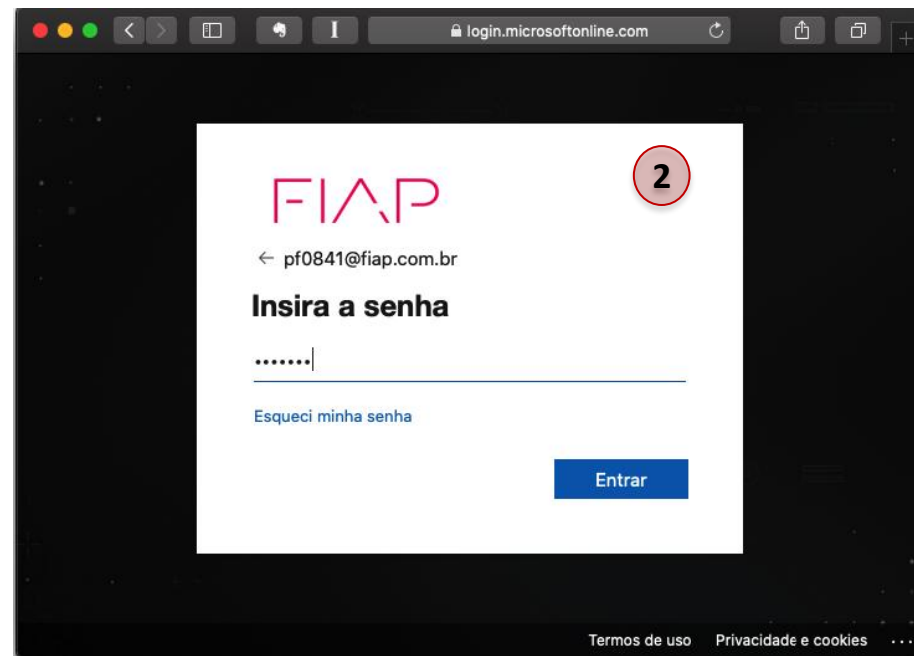 I
login.microsoftonline.com
2
FIAP
← pf0841@fiap.com.br
Insira a senha
•••••••
Esqueci minha senha
Entrar
Termos de uso Privacidade e cookies ...